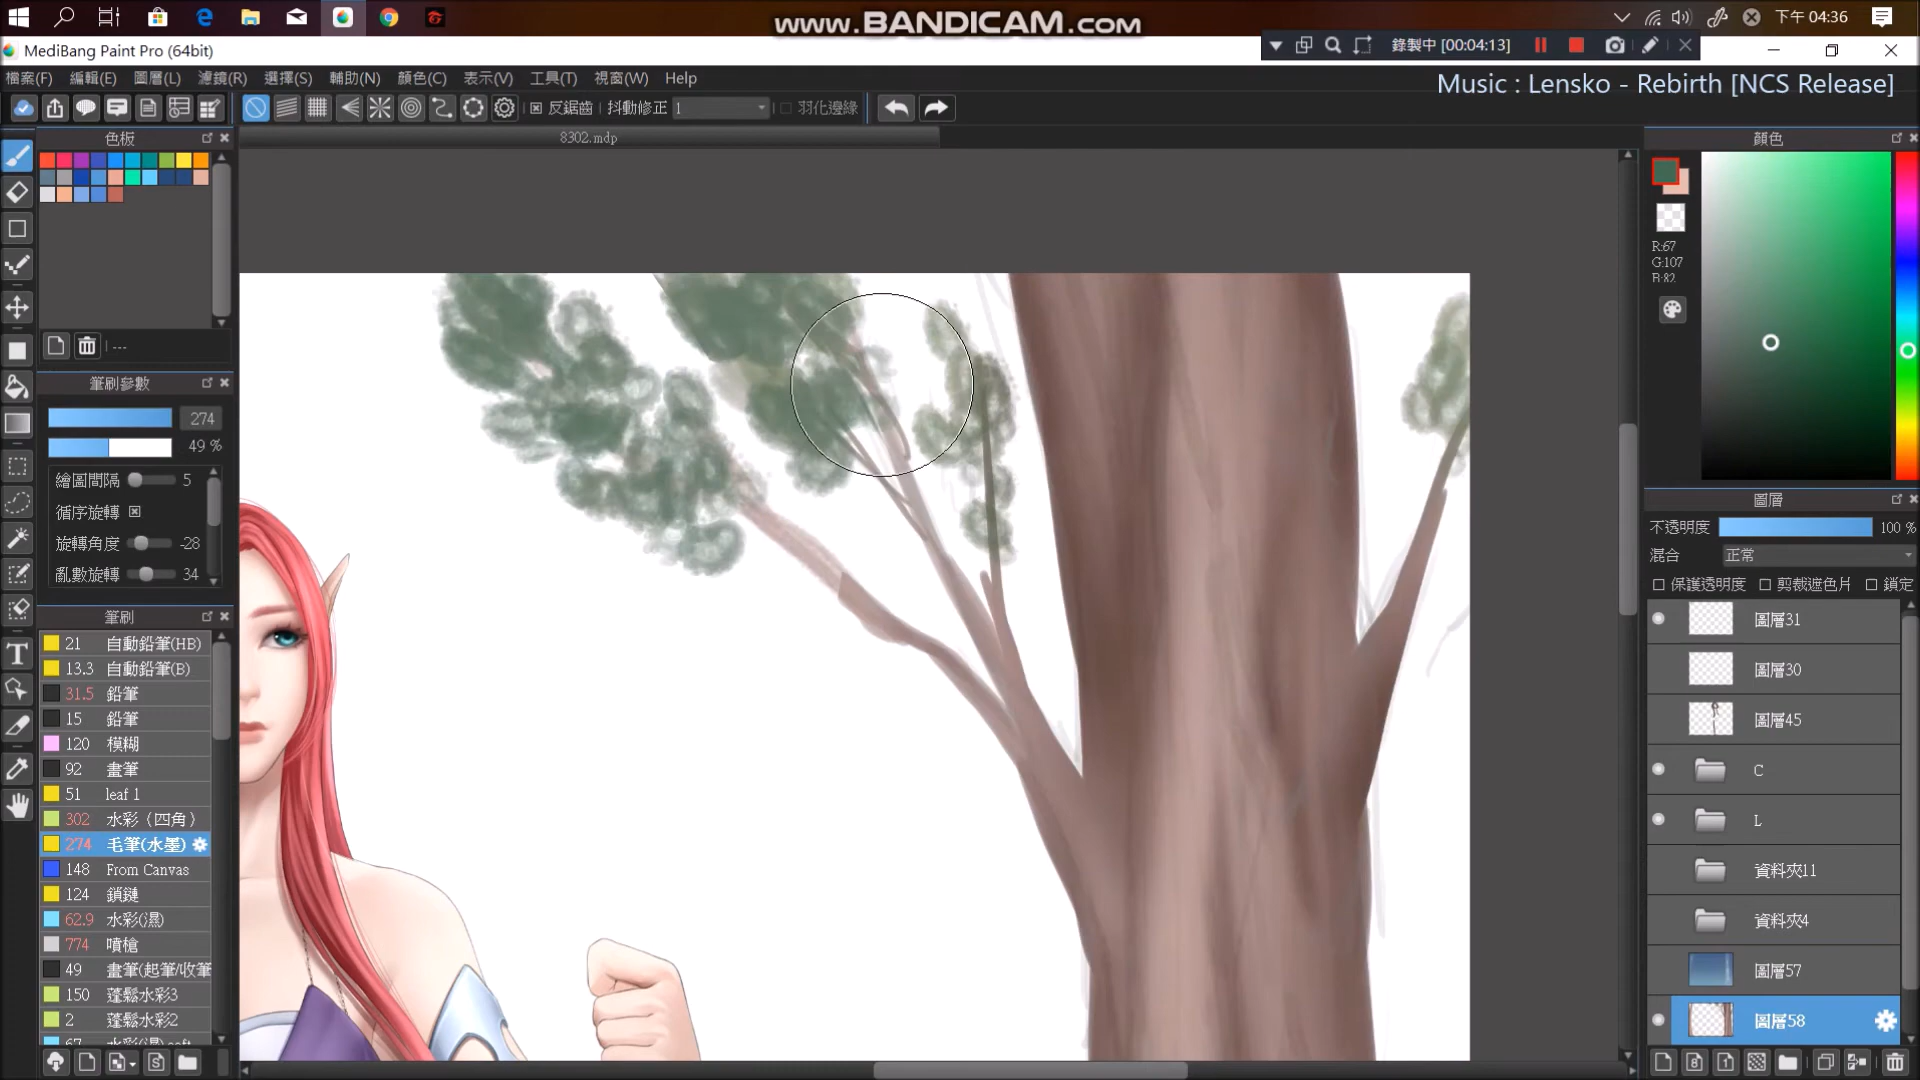 www.BANDICAM.com
下午 04:36
MediBang Paint Pro (64bit)
錄製中 [00:04:13]
檔案(F) 編輯(E) 圖層(L) 濾鏡(R) 選擇(S) 輔助(N) 顏色(C) 表示(V) 工具(T) 視窗(W) Help
Music : Lensko - Rebirth [NCS Release]
反鋸齒 抖動修正 1 羽化邊緣
色板
8302.mdp
顏色
R:67
G:107
B:82
---
筆刷參數
274
49 %
繪圖間隔 5
循序旋轉
旋轉角度 -28
亂數旋轉 34
圖層
不透明度 100 %
混合 正常
保護透明度 剪裁遮色片 鎖定
筆刷
21 自動鉛筆(HB)
13.3 自動鉛筆(B)
31.5 鉛筆
15 鉛筆
120 模糊
92 畫筆
51 leaf 1
302 水彩（四角）
274 毛筆(水墨)
148 From Canvas
124 鎖鏈
62.9 水彩(濕)
774 噴槍
49 畫筆(起筆/收筆
150 蓬鬆水彩3
2 蓬鬆水彩2
圖層31
圖層30
圖層45
C
L
資料夾11
資料夾4
圖層57
圖層58